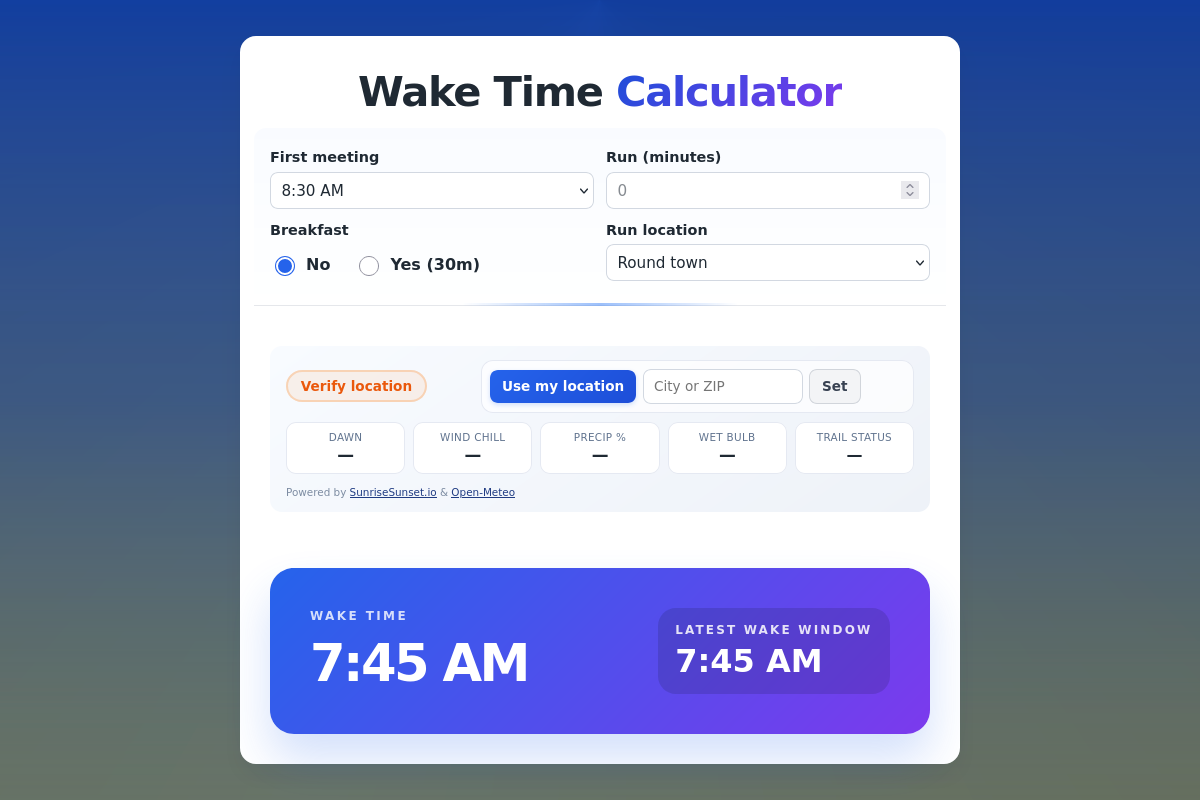 Wake Time Calculator
First meeting
8:30 AM
Run (minutes)
0
Breakfast
No
Yes (30m)
Run location
Round town
Verify location
Use my location
City or ZIP
Set
DAWN
—
WIND CHILL
—
PRECIP %
—
WET BULB
—
TRAIL STATUS
—
Powered by SunriseSunset.io & Open-Meteo
WAKE TIME
7:45 AM
LATEST WAKE WINDOW
7:45 AM